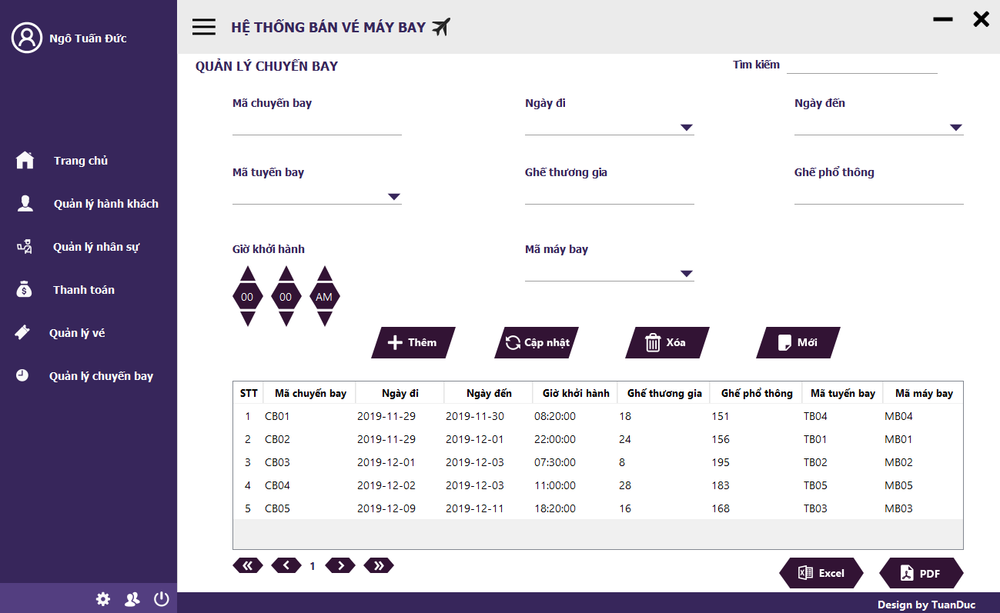 Ngô Tuấn Đức
HỆ THỐNG BÁN VÉ MÁY BAY
QUẢN LÝ CHUYẾN BAY
Tìm kiếm
Trang chủ
Quản lý hành khách
Quản lý nhân sự
Thanh toán
Quản lý vé
Quản lý chuyến bay
Mã chuyến bay
Ngày đi
Ngày đến
Mã tuyến bay
Ghế thương gia
Ghế phổ thông
Giờ khởi hành
Mã máy bay
00 00 AM
Thêm
Cập nhật
Xóa
Mới
STT Mã chuyến bay Ngày đi Ngày đến Giờ khởi hành Ghế thương gia Ghế phổ thông Mã tuyến bay Mã máy bay
1 CB01 2019-11-29 2019-11-30 08:20:00 18 151 TB04 MB04
2 CB02 2019-11-29 2019-12-01 22:00:00 24 156 TB01 MB01
3 CB03 2019-12-01 2019-12-03 07:30:00 8 195 TB02 MB02
4 CB04 2019-12-02 2019-12-03 11:00:00 28 183 TB05 MB05
5 CB05 2019-12-09 2019-12-11 18:20:00 16 168 TB03 MB03
1
Excel
PDF
Design by TuanDuc